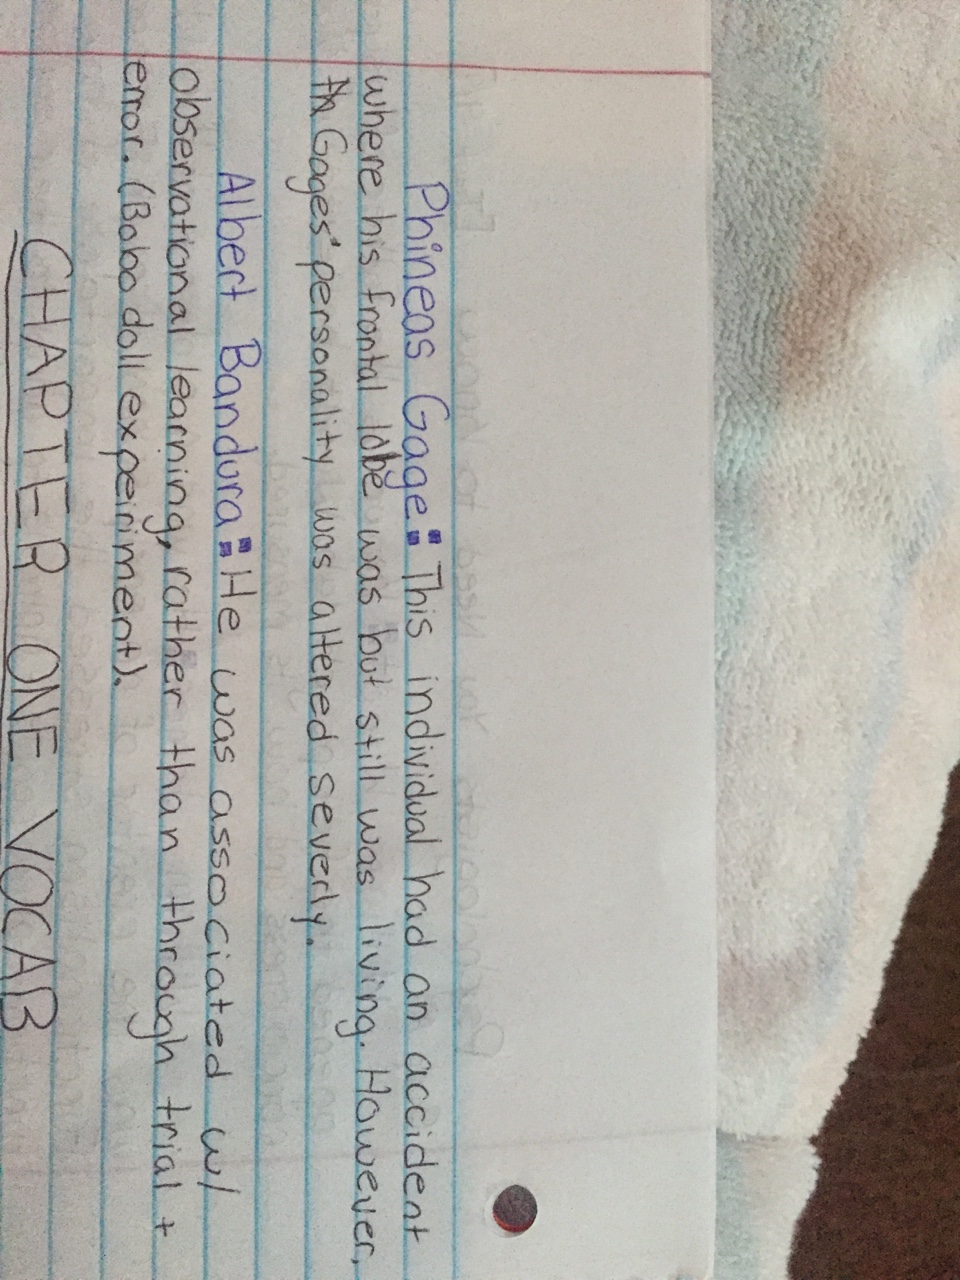 Phineas Gage: This individual had an accident
where his frontal lobe was but still was living. However,
Gages' personality was altered severly.
Albert Bandura: He was associated w/
observational learning, rather than through trial +
error. (Bobo doll expeiriment).
CHAPTER ONE VOCAB